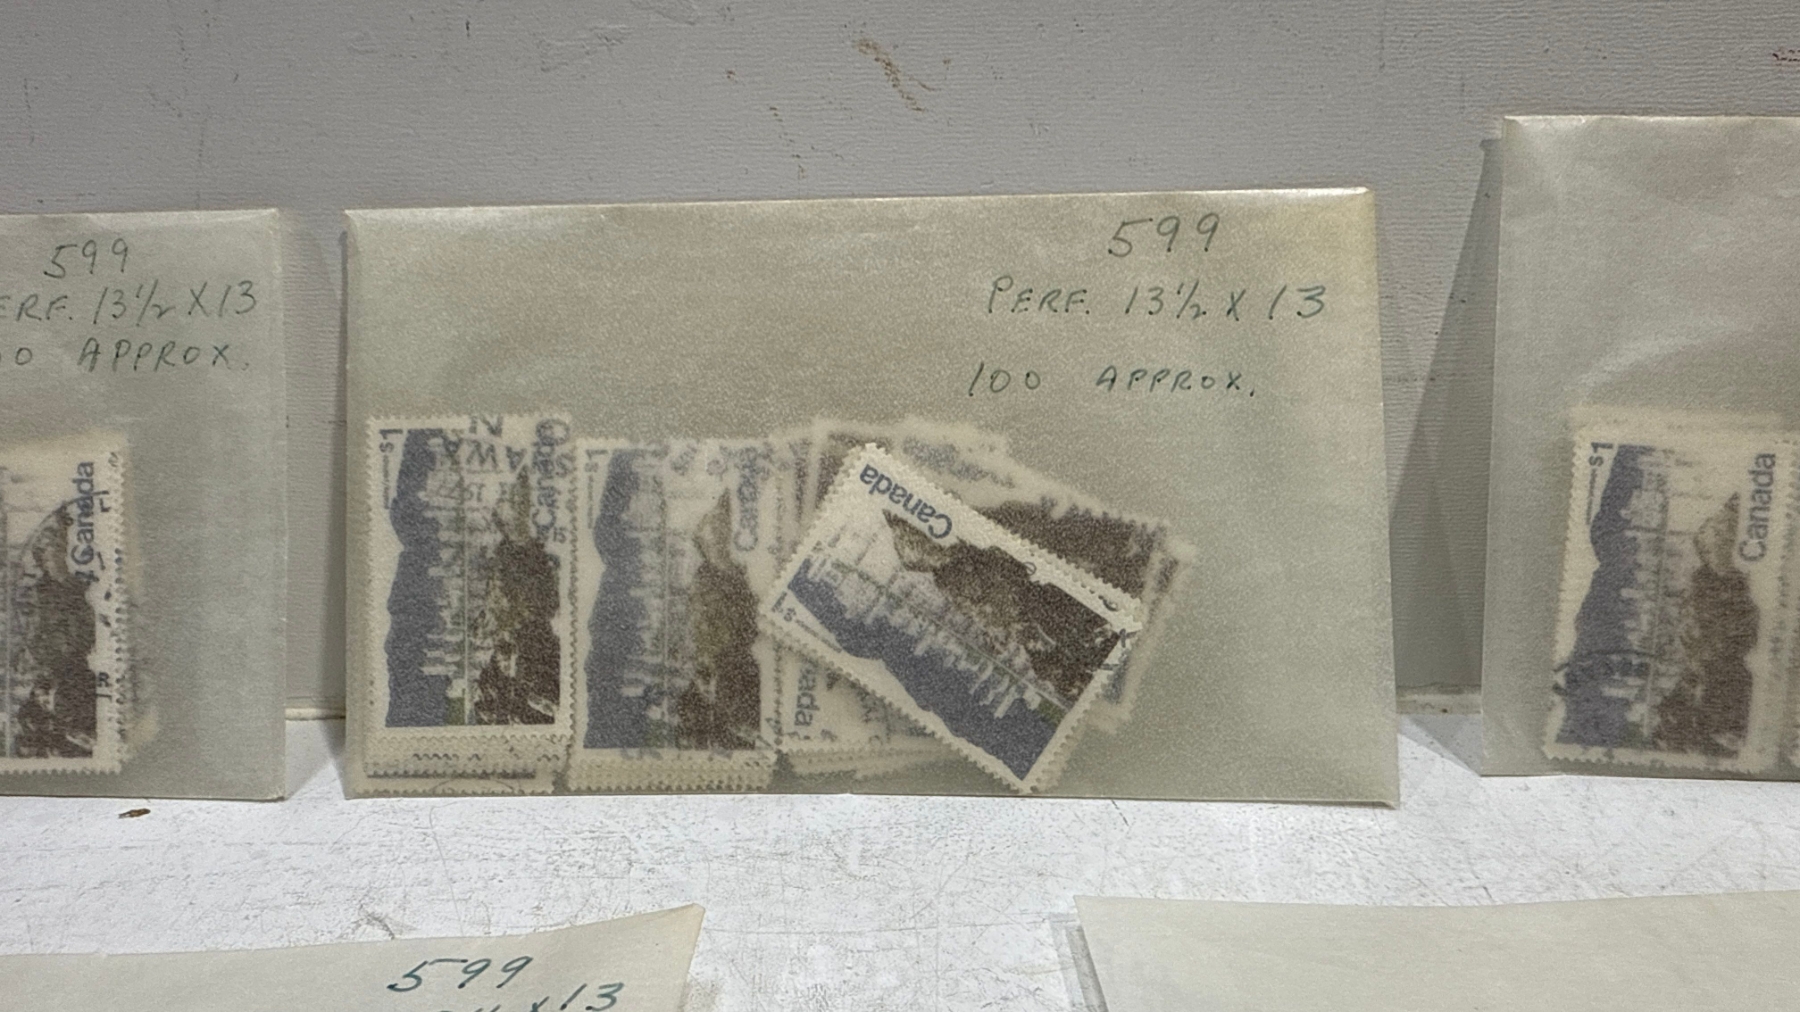 599
PERF. 13½ X 13
100 APPROX.
599
ERF. 13½ X 13
00 APPROX.
$1
Canada
$1
Canada
Canada
$1
Canada
$1
Canada
599
X 13